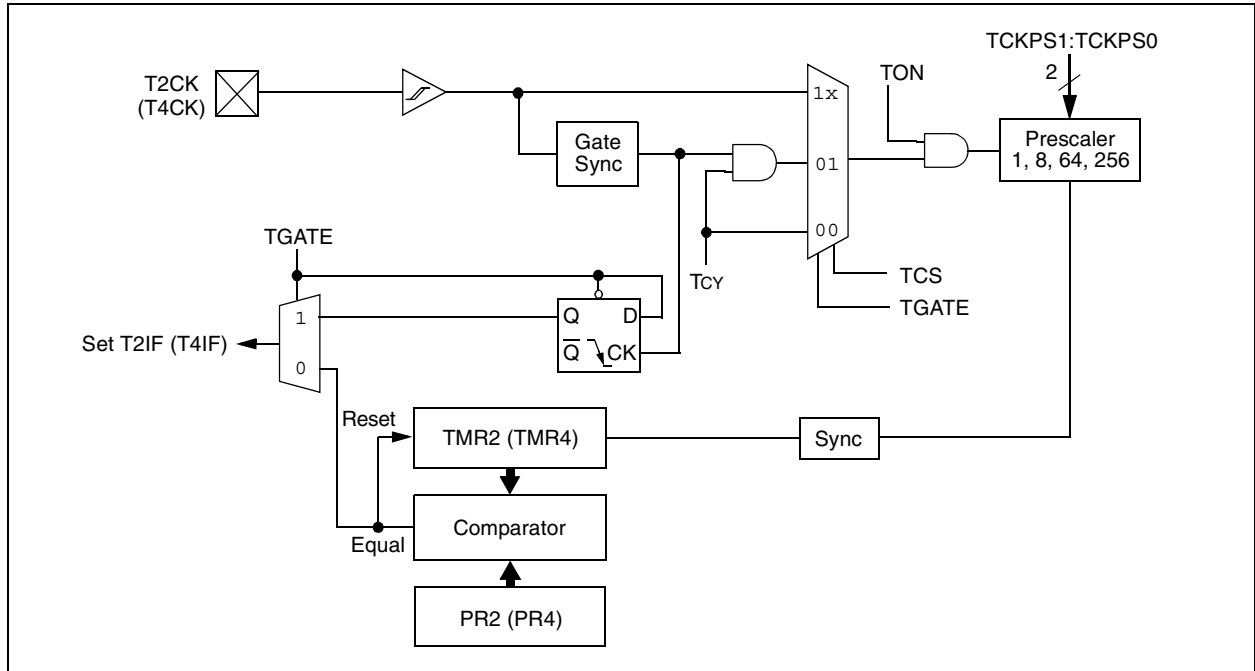 TCKPS1:TCKPS0
2
TON
T2CK
(T4CK)
1x
Gate
Sync
Prescaler
1, 8, 64, 256
01
00
TGATE
TCY
TCS
TGATE
1
Q
D
Set T2IF (T4IF)
Q
CK
0
Reset
TMR2 (TMR4)
Sync
Comparator
Equal
PR2 (PR4)